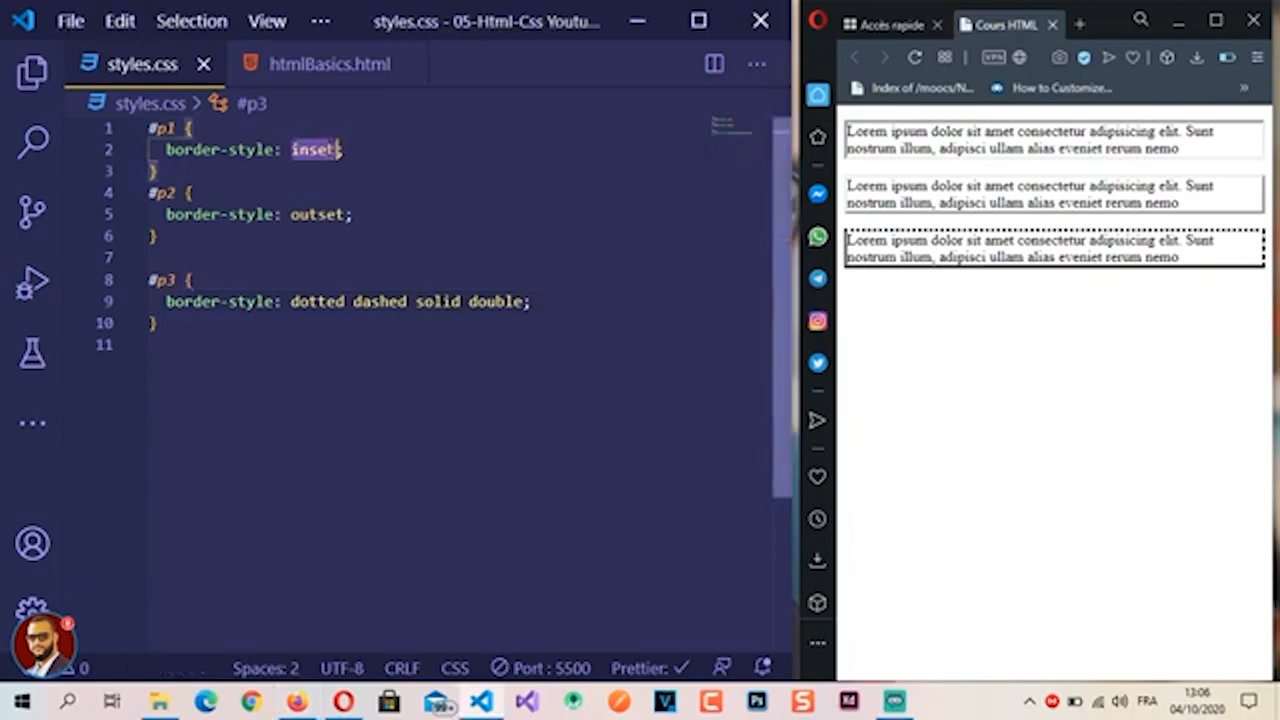 File Edit Selection View ··· styles.css - 05-Html-Css Youtu...
styles.css htmlBasics.html
styles.css > #p3
1 #p1 {
2 border-style: inset;
3 }
4 #p2 {
5 border-style: outset;
6 }
7
8 #p3 {
9 border-style: dotted dashed solid double;
10 }
11
0 Spaces: 2 UTF-8 CRLF CSS Port : 5500 Prettier: ✓
Accès rapide Cours HTML
VPN
Index of /moocs/N... How to Customize...
Lorem ipsum dolor sit amet consectetur adipisicing elit. Sunt
nostrum illum, adipisci ullam alias eveniet rerum nemo
Lorem ipsum dolor sit amet consectetur adipisicing elit. Sunt
nostrum illum, adipisci ullam alias eveniet rerum nemo
Lorem ipsum dolor sit amet consectetur adipisicing elit. Sunt
nostrum illum, adipisci ullam alias eveniet rerum nemo
99+ V Ps S Xd FRA 13:06
04/10/2020